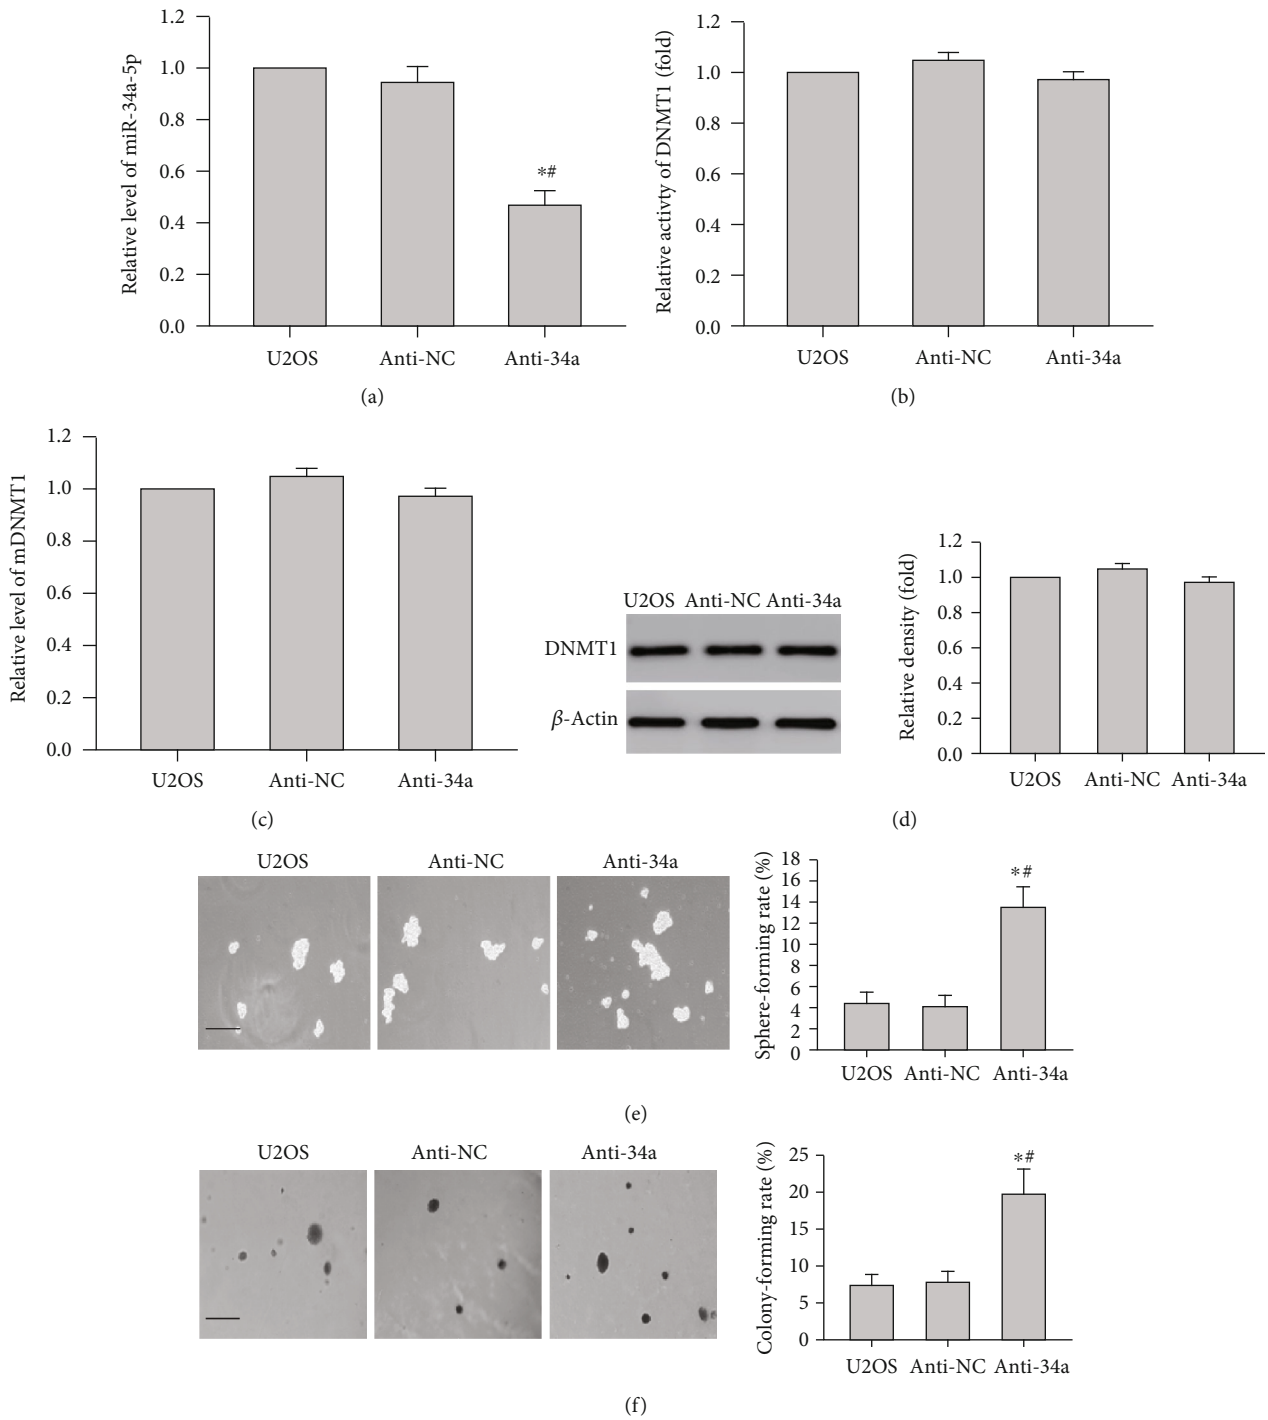 Relative level of miR-34a-5p
1.2
1.0
0.8
0.6
0.4
0.2
0.0
*#
U2OS Anti-NC Anti-34a
(a)
Relative activty of DNMT1 (fold)
1.2
1.0
0.8
0.6
0.4
0.2
0.0
U2OS Anti-NC Anti-34a
(b)
Relative level of mDNMT1
1.2
1.0
0.8
0.6
0.4
0.2
0.0
U2OS Anti-NC Anti-34a
(c)
U2OS Anti-NC Anti-34a
DNMT1
β-Actin
Relative density (fold)
1.2
1.0
0.8
0.6
0.4
0.2
0.0
U2OS Anti-NC Anti-34a
(d)
U2OS Anti-NC Anti-34a
Sphere-forming rate (%)
18
16
14
12
10
8
6
4
2
0
*#
U2OS Anti-NC Anti-34a
(e)
U2OS Anti-NC Anti-34a
Colony-forming rate (%)
25
20
15
10
5
0
*#
U2OS Anti-NC Anti-34a
(f)